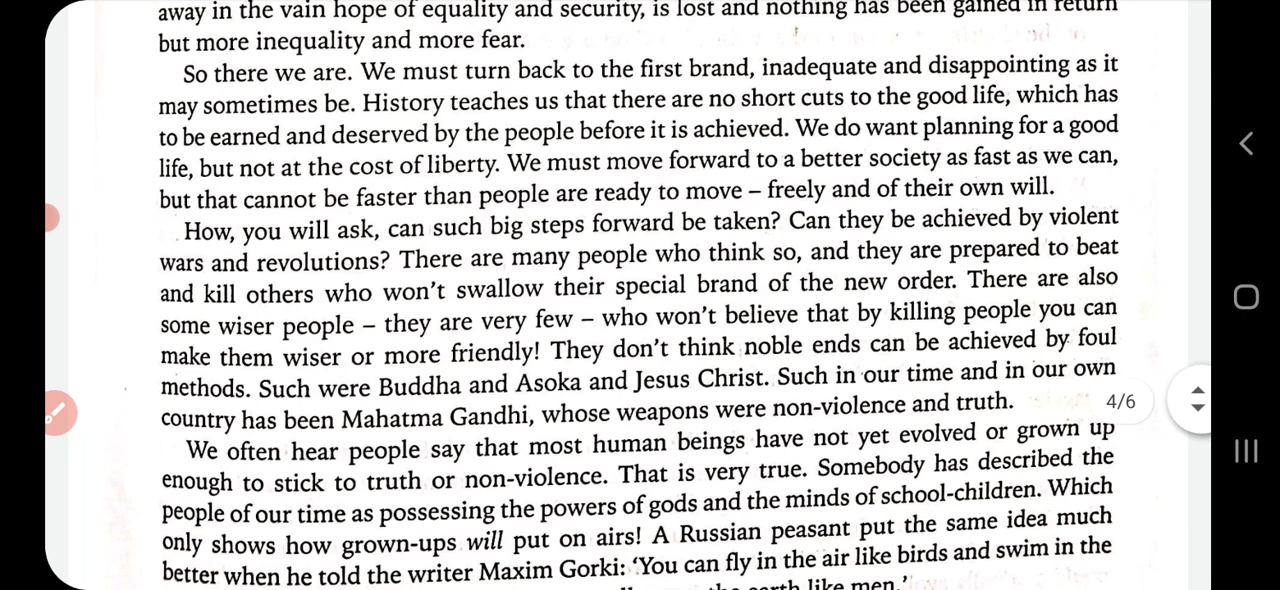 away in the vain hope of equality and security, is lost and nothing has been gained in return
but more inequality and more fear.
So there we are. We must turn back to the first brand, inadequate and disappointing as it
may sometimes be. History teaches us that there are no short cuts to the good life, which has
to be earned and deserved by the people before it is achieved. We do want planning for a good
life, but not at the cost of liberty. We must move forward to a better society as fast as we can,
but that cannot be faster than people are ready to move – freely and of their own will.
How, you will ask, can such big steps forward be taken? Can they be achieved by violent
wars and revolutions? There are many people who think so, and they are prepared to beat
and kill others who won't swallow their special brand of the new order. There are also
some wiser people – they are very few – who won't believe that by killing people you can
make them wiser or more friendly! They don't think noble ends can be achieved by foul
methods. Such were Buddha and Asoka and Jesus Christ. Such in our time and in our own
country has been Mahatma Gandhi, whose weapons were non-violence and truth.
4/6
We often hear people say that most human beings have not yet evolved or grown up
enough to stick to truth or non-violence. That is very true. Somebody has described the
people of our time as possessing the powers of gods and the minds of school-children. Which
only shows how grown-ups will put on airs! A Russian peasant put the same idea much
better when he told the writer Maxim Gorki: 'You can fly in the air like birds and swim in the
the earth like men.'